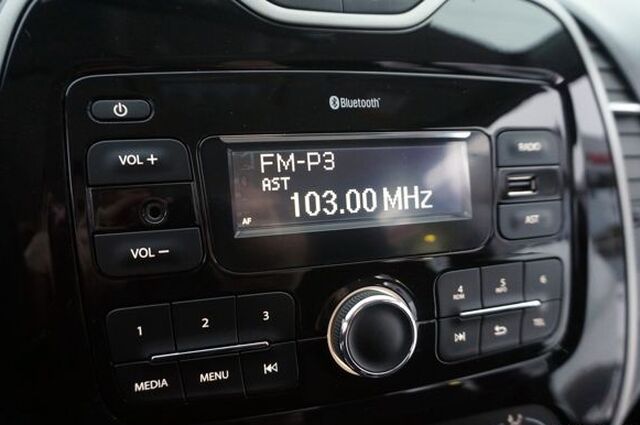 Bluetooth
VOL +
FM-P3
AST
103.00 MHz
AF
RADIO
AST
VOL –
1
2
3
4
RDM
5
6
MEDIA
MENU
TEL